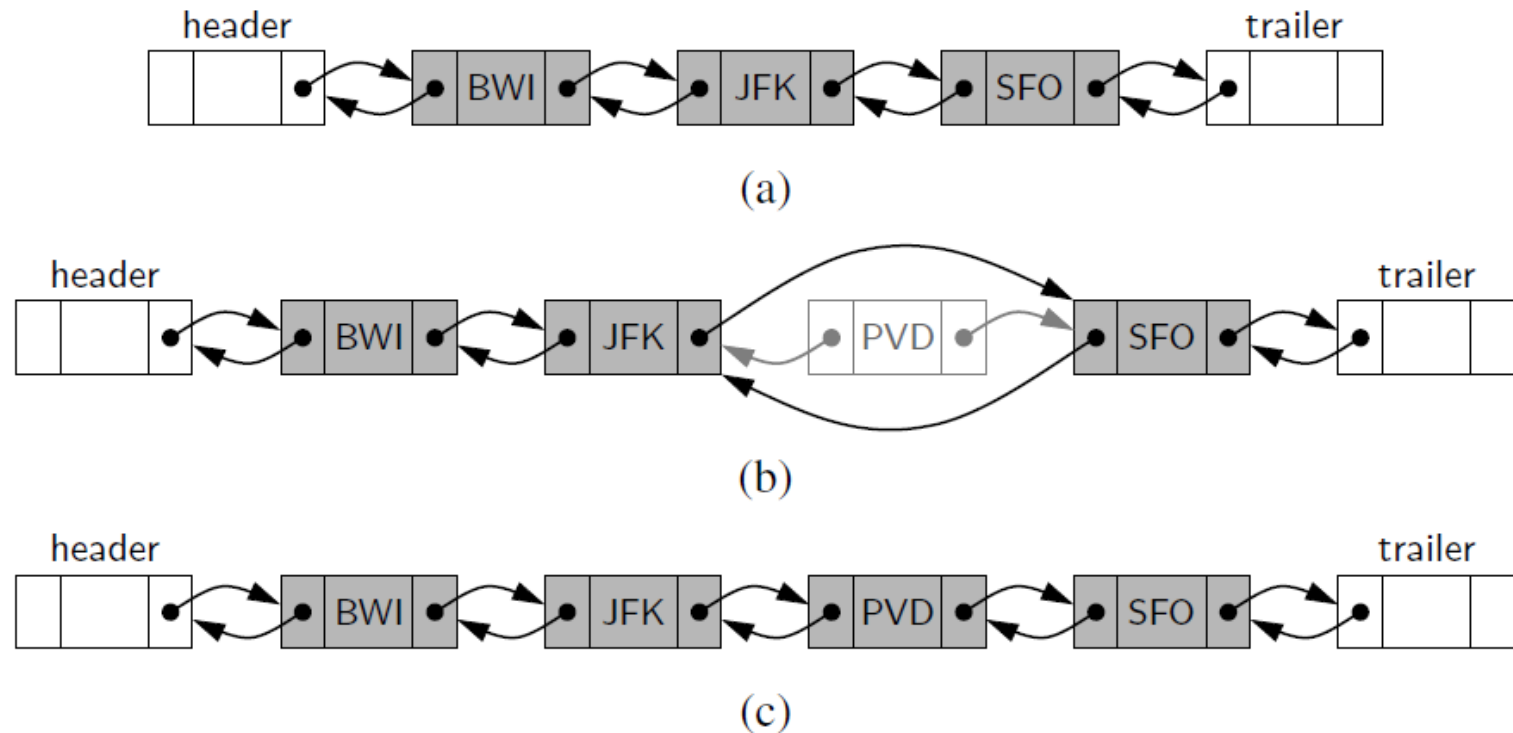 header trailer
BWI JFK SFO
(a)
header trailer
BWI JFK PVD SFO
(b)
header trailer
BWI JFK PVD SFO
(c)